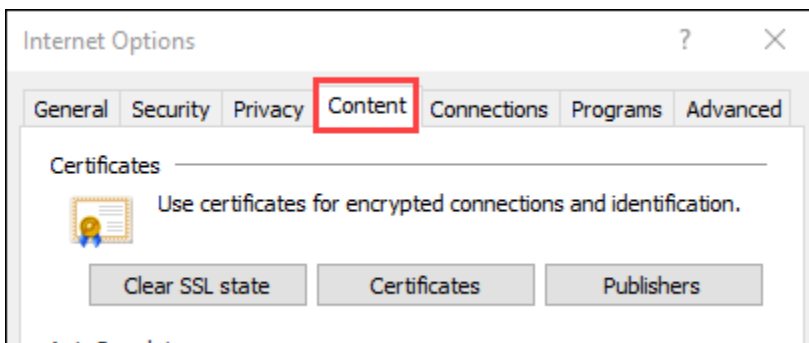 Internet Options ?
General Security Privacy Content Connections Programs Advanced
Certificates
Use certificates for encrypted connections and identification.
Clear SSL state Certificates Publishers